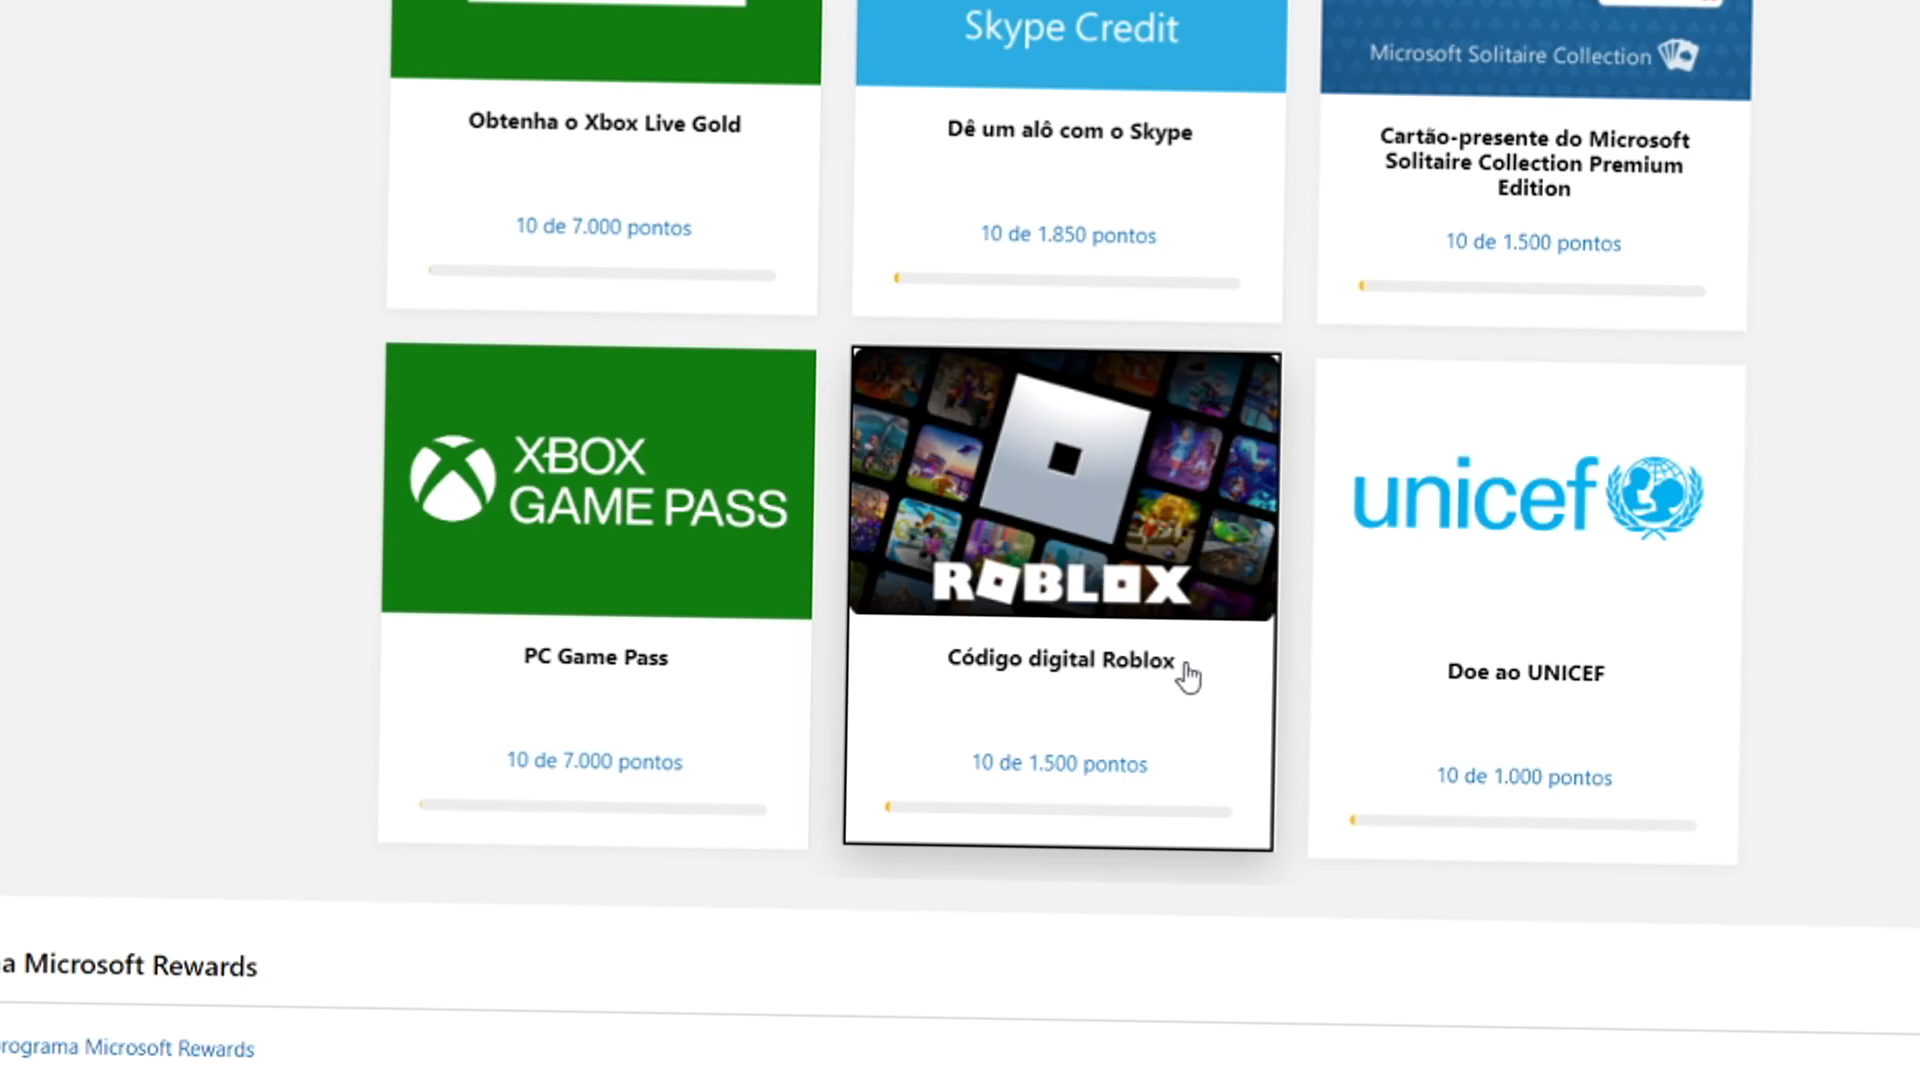 Skype Credit
Microsoft Solitaire Collection
Obtenha o Xbox Live Gold
Dê um alô com o Skype
Cartão-presente do Microsoft
Solitaire Collection Premium
Edition
10 de 7.000 pontos
10 de 1.850 pontos
10 de 1.500 pontos
XBOX
GAME PASS
ROBLOX
unicef
PC Game Pass
Código digital Roblox
Doe ao UNICEF
10 de 7.000 pontos
10 de 1.500 pontos
10 de 1.000 pontos
a Microsoft Rewards
rograma Microsoft Rewards